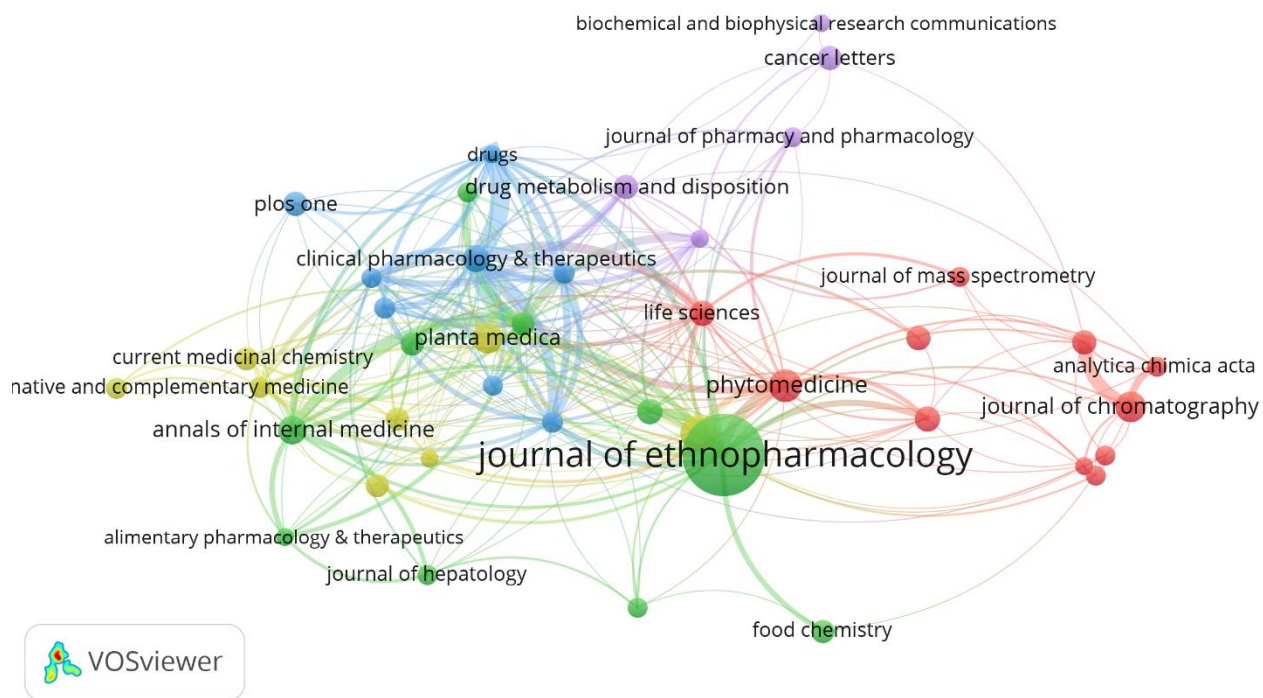 biochemical and biophysical research communications
cancer letters
journal of pharmacy and pharmacology
drugs
drug metabolism and disposition
plos one
clinical pharmacology & therapeutics
journal of mass spectrometry
life sciences
planta medica
current medicinal chemistry
analytica chimica acta
native and complementary medicine
phytomedicine
journal of chromatography
annals of internal medicine
journal of ethnopharmacology
alimentary pharmacology & therapeutics
journal of hepatology
food chemistry
VOSviewer